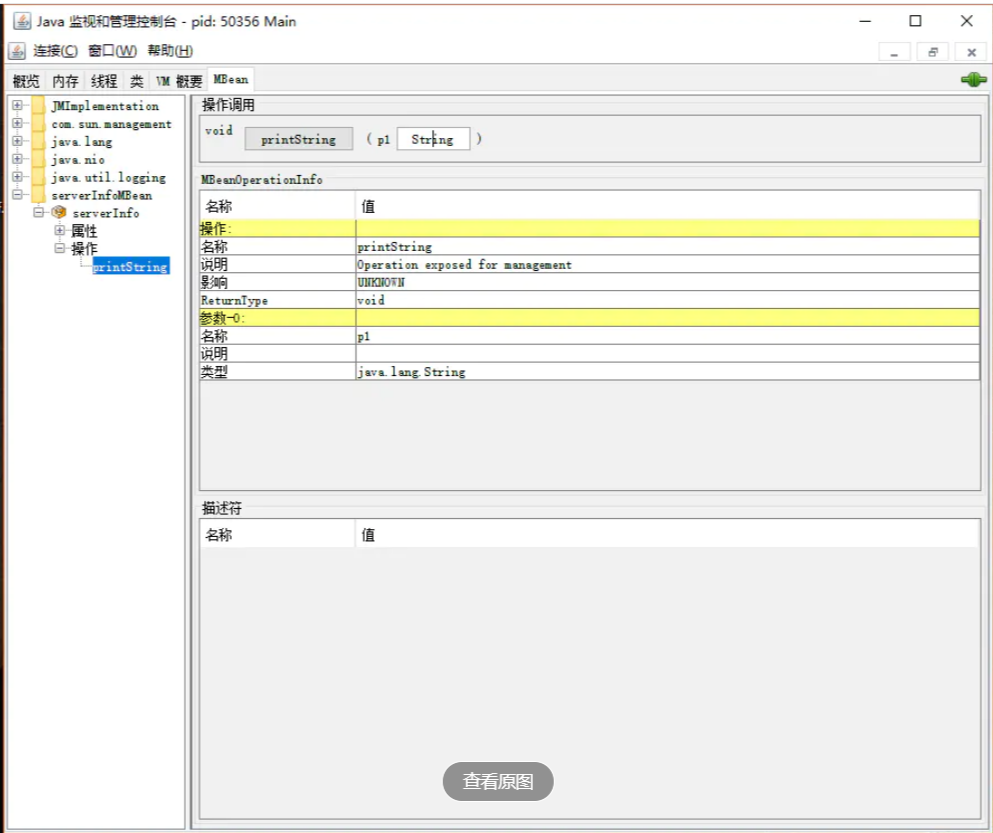 Java 监视和管理控制台 - pid: 50356 Main
连接(C) 窗口(W) 帮助(H)
概览 内存 线程 类 VM 概要 MBean
JMImplementation
com.sun.management
java.lang
java.nio
java.util.logging
serverInfoMBean
serverInfo
属性
操作
printString
操作调用
void printString ( p1 String )
MBeanOperationInfo
名称 值
操作:
名称 printString
说明 Operation exposed for management
影响 UNKNOWN
ReturnType void
参数-0:
名称 p1
说明
类型 java.lang.String
描述符
名称 值
查看原图